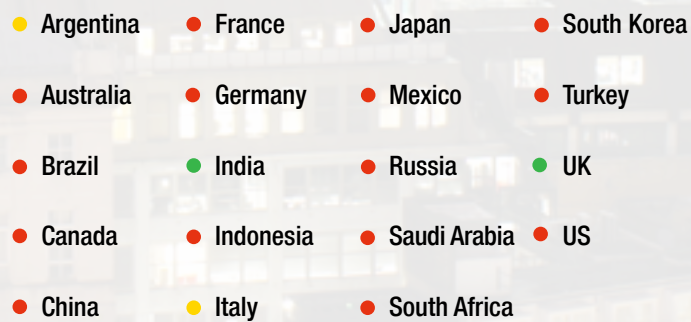 Argentina
Australia
Brazil
Canada
China
France
Germany
India
Indonesia
Italy
Japan
Mexico
Russia
Saudi Arabia
South Africa
South Korea
Turkey
UK
US